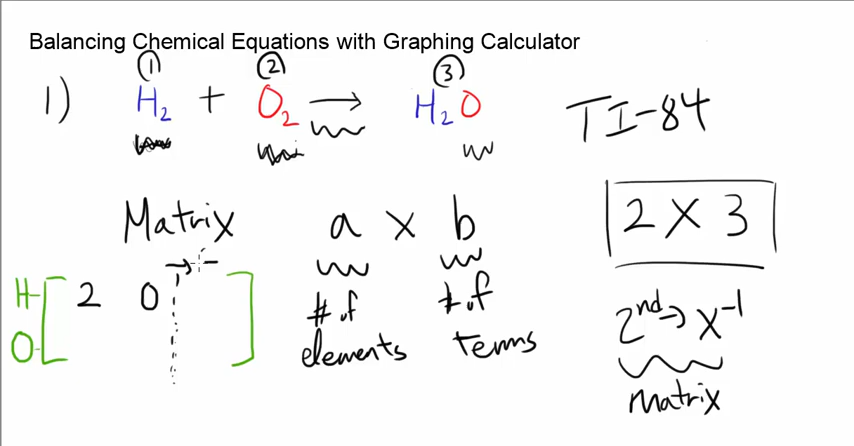 Balancing Chemical Equations with Graphing Calculator
① ② ③
1) H₂ + O₂ → H₂O TI-84
Matrix a x b 2 X 3
H- [ 2 0 → - ]
O-
# of # of 2nd → X⁻¹
elements terms
Matrix